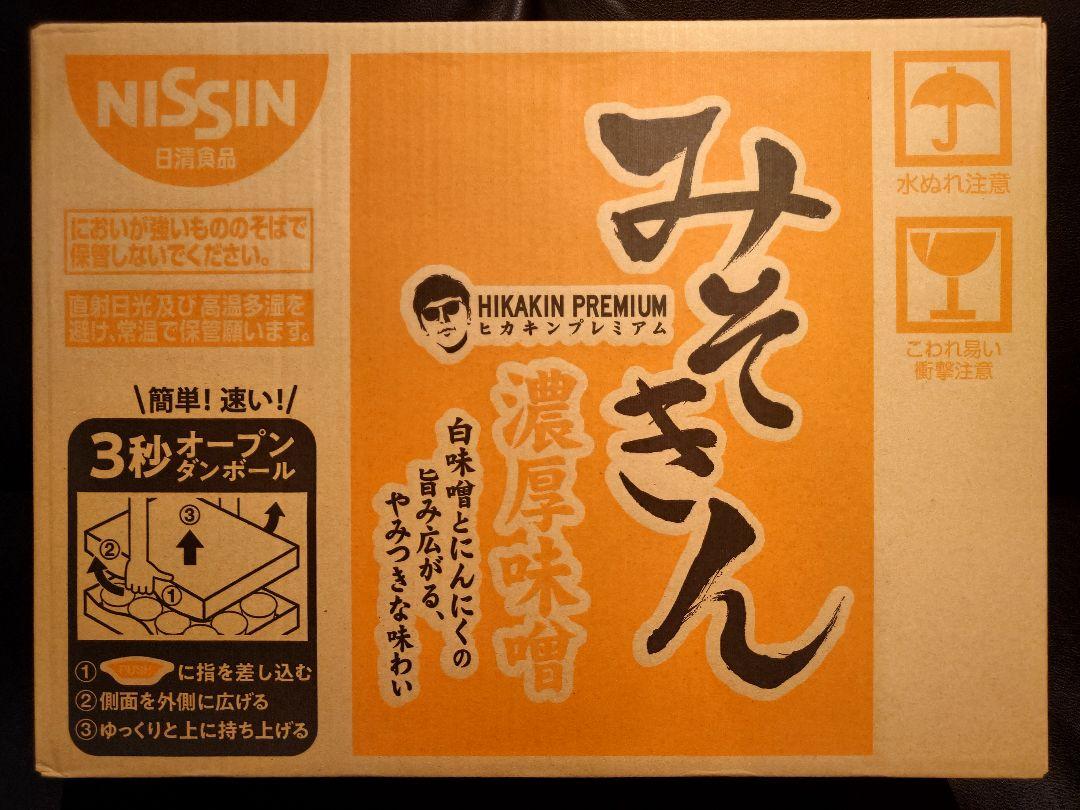 NISSIN
日清食品
においが強いもののそばで
保管しないでください。
直射日光及び高温多湿を
避け、常温で保管願います。
\簡単!速い!/
3秒オープン
ダンボール
③
②
①
①PUSHに指を差し込む
②側面を外側に広げる
③ゆっくりと上に持ち上げる
みそきん
HIKAKIN PREMIUM
ヒカキンプレミアム
濃厚味噌
白味噌とにんにくの
旨み広がる、
やみつきな味わい
水ぬれ注意
こわれ易い
衝撃注意